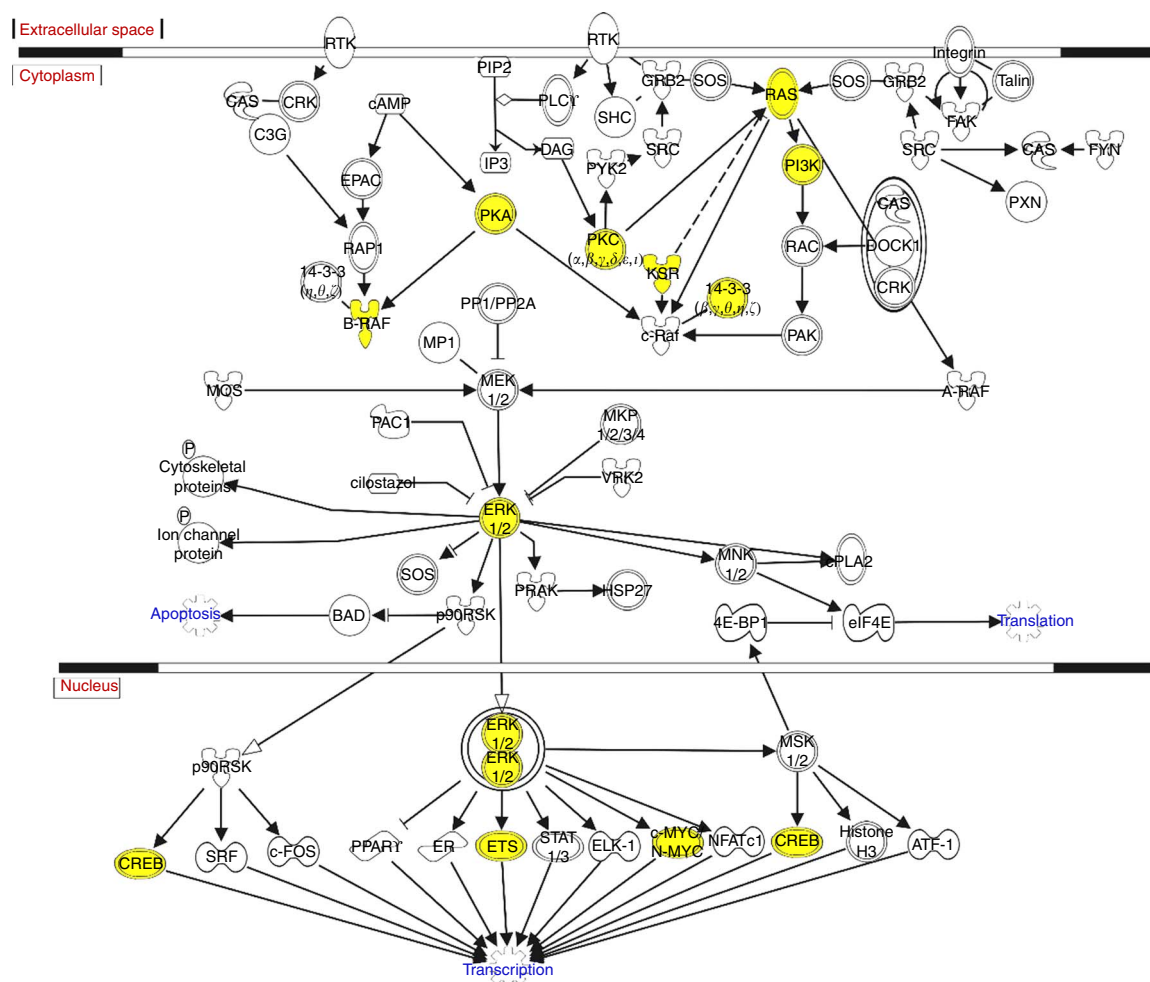 Extracellular space
Cytoplasm
RTK
RTK
Integrin
PIP2
GRB2
SOS
RAS
SOS
GRB2
Talin
CAS
CRK
cAMP
PLCϒ
SHC
FAK
C3G
IP3
DAG
PYK2
SRC
PI3K
SRC
CAS
FYN
EPAC
PKA
PXN
CAS
RAP1
PKC
(α,β,γ,δ,ε,ι)
RAC
DOCK1
14-3-3
(η,θ,ζ)
KSR
14-3-3
(β,γ,θ,η,ζ)
CRK
B-RAF
PP1/PP2A
c-Raf
PAK
MP1
MOS
MEK
1/2
A-RAF
PAC1
MKP
1/2/3/4
P
Cytoskeletal
proteins
cilostazol
VRK2
P
Ion channel
protein
ERK
1/2
SOS
PRAK
HSP27
MNK
1/2
cPLA2
Apoptosis
BAD
p90RSK
4E-BP1
eIF4E
Translation
Nucleus
ERK
1/2
ERK
1/2
MSK
1/2
p90RSK
CREB
SRF
c-FOS
PPARϒ
ER
ETS
STAT
1/3
ELK-1
c-MYC/
N-MYC
NFATc1
CREB
Histone
H3
ATF-1
Transcription